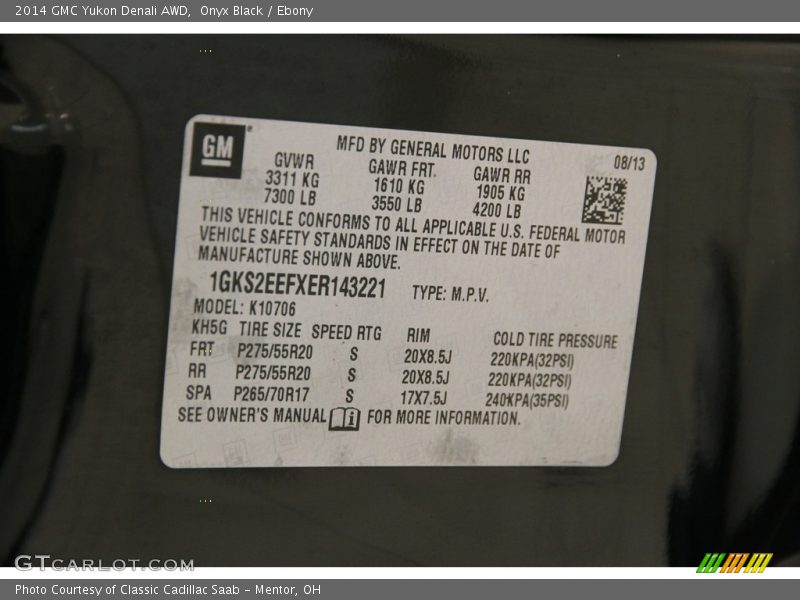 2014 GMC Yukon Denali AWD,  Onyx Black / Ebony
GM
MFD BY GENERAL MOTORS LLC
08/13
GVWR GAWR FRT. GAWR RR
3311 KG 1610 KG 1905 KG
7300 LB 3550 LB 4200 LB
THIS VEHICLE CONFORMS TO ALL APPLICABLE U.S. FEDERAL MOTOR
VEHICLE SAFETY STANDARDS IN EFFECT ON THE DATE OF
MANUFACTURE SHOWN ABOVE.
1GKS2EEFXER143221 TYPE: M.P.V.
MODEL: K10706
KH5G TIRE SIZE SPEED RTG RIM COLD TIRE PRESSURE
FRT P275/55R20 S 20X8.5J 220KPA(32PSI)
RR P275/55R20 S 20X8.5J 220KPA(32PSI)
SPA P265/70R17 S 17X7.5J 240KPA(35PSI)
SEE OWNER'S MANUAL i FOR MORE INFORMATION.
GTCARLOT.COM
Photo Courtesy of Classic Cadillac Saab - Mentor, OH